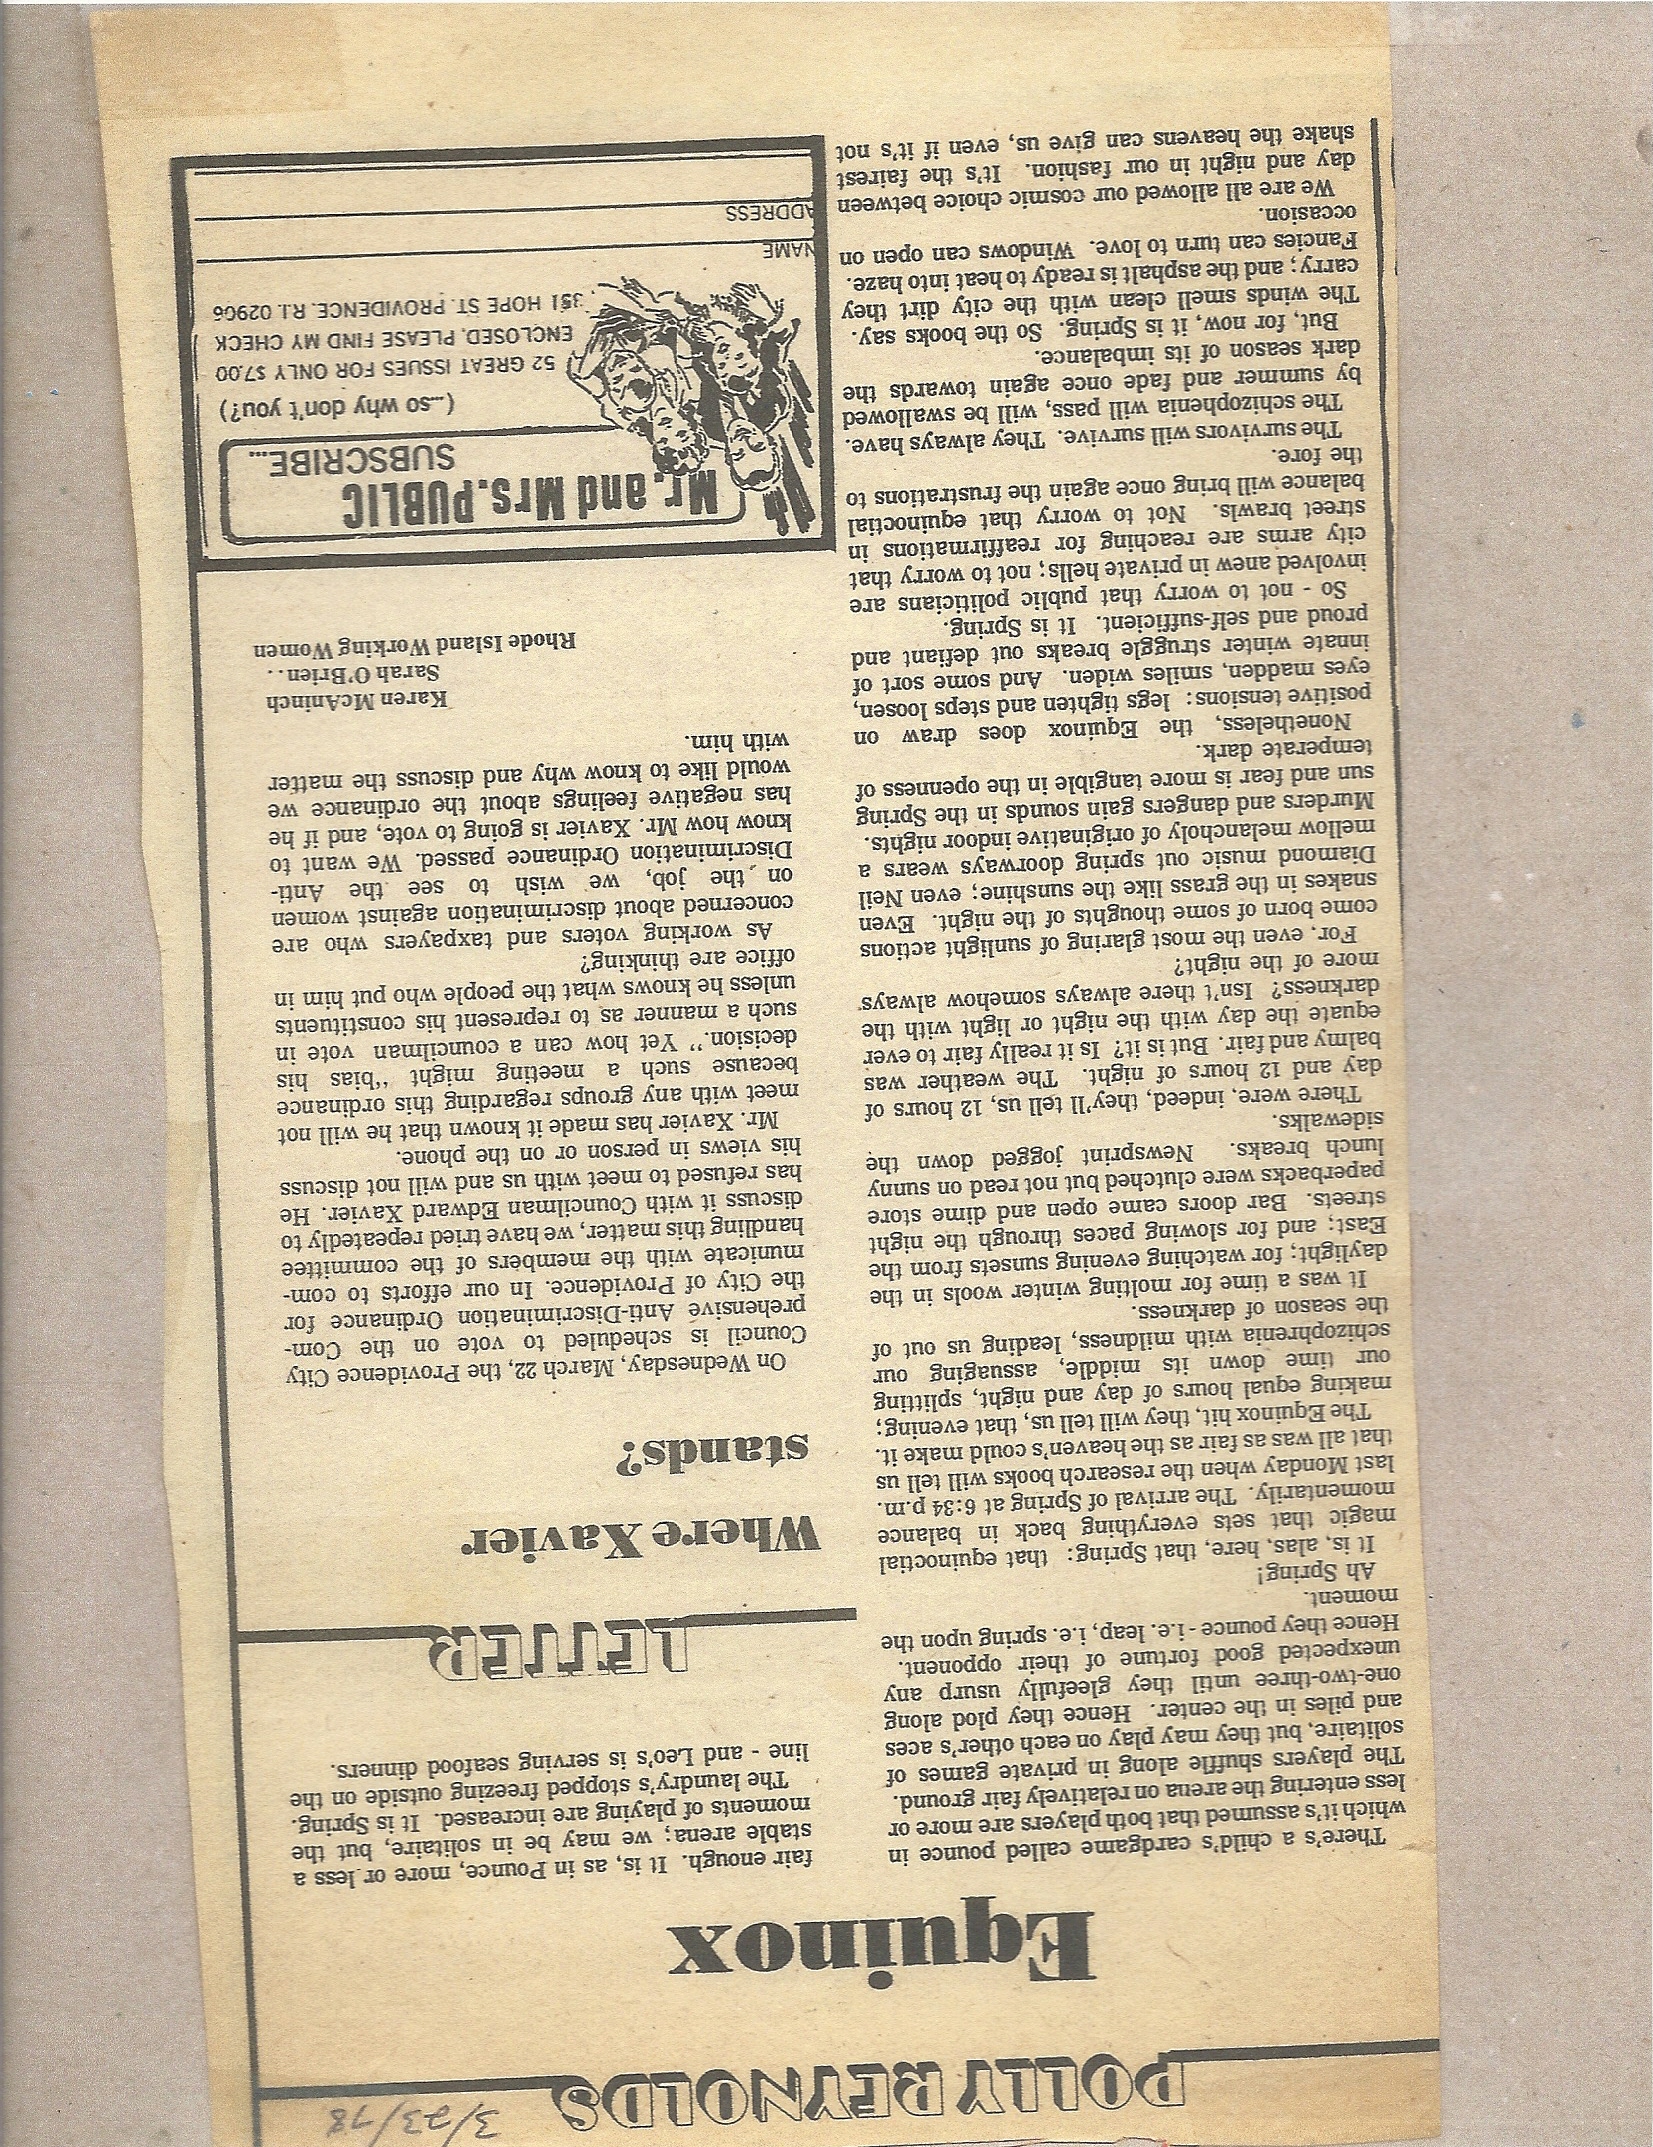 3/23/78
POLLY REYNOLDS
Equinox
There's a child's cardgame called pounce in
which it's assumed that both players are more or
less entering the arena on relatively fair ground.
The players shuffle along in private games of
solitaire, but they may play on each other's aces
and piles in the center. Hence they plod along
one-two-three until they gleefully usurp any
unexpected good fortune of their opponent.
Hence they pounce - i.e. leap, i.e. spring upon the
moment.
Ah Spring!
It is, alas, here, that Spring: that equinoctial
magic that sets everything back in balance
momentarily. The arrival of Spring at 6:34 p.m.
last Monday when the research books will tell us
that all was as fair as the heaven's could make it.
The Equinox hit, they will tell us, that evening;
making equal hours of day and night, splitting
our time down its middle, assuaging our
schizophrenia with mildness, leading us out of
the season of darkness.
It was a time for molting winter wools in the
daylight; for watching evening sunsets from the
East; and for slowing paces through the night
streets. Bar doors came open and dime store
paperbacks were clutched but not read on sunny
lunch breaks. Newsprint jogged down the
sidewalks.
There were, indeed, they'll tell us, 12 hours of
day and 12 hours of night. The weather was
balmy and fair. But is it? Is it really fair to ever
equate the day with the night or light with the
darkness? Isn't there always somehow always
more of the night?
For, even the most glaring of sunlight actions
come born of some thoughts of the night. Even
snakes in the grass like the sunshine; even Neil
Diamond music out spring doorways wears a
mellow melancholy of originative indoor nights.
Murders and dangers gain sounds in the Spring
sun and fear is more tangible in the openness of
temperate dark.
Nonetheless, the Equinox does draw on
positive tensions: legs tighten and steps loosen,
eyes madden, smiles widen. And some sort of
innate winter struggle breaks out defiant and
proud and self-sufficient. It is Spring.
So - not to worry that public politicians are
involved anew in private hells; not to worry that
city arms are reaching for reaffirmations in
street brawls. Not to worry that equinoctial
balance will bring once again the frustrations to
the fore.
The survivors will survive. They always have.
The schizophenia will pass, will be swallowed
by summer and fade once again towards the
dark season of its imbalance.
But, for now, it is Spring. So the books say.
The winds smell clean with the city dirt they
carry; and the asphalt is ready to heat into haze.
Fancies can turn to love. Windows can open on
occasion.
We are all allowed our cosmic choice between
day and night in our fashion. It's the fairest
shake the heavens can give us, even if it's not
fair enough. It is, as in Pounce, more or less a
stable arena; we may be in solitaire, but the
moments of playing are increased. It is Spring.
The laundry's stopped freezing outside on the
line - and Leo's is serving seafood dinners.
LETTER
Where Xavier
stands?
On Wednesday, March 22, the Providence City
Council is scheduled to vote on the Com-
prehensive Anti-Discrimination Ordinance for
the City of Providence. In our efforts to com-
municate with the members of the committee
handling this matter, we have tried repeatedly to
discuss it with Councilman Edward Xavier. He
has refused to meet with us and will not discuss
his views in person or on the phone.
Mr. Xavier has made it known that he will not
meet with any groups regarding this ordinance
because such a meeting might "bias his
decision." Yet how can a councilman vote in
such a manner as to represent his constituents
unless he knows what the people who put him in
office are thinking?
As working voters and taxpayers who are
concerned about discrimination against women
on the job, we wish to see the Anti-
Discrimination Ordinance passed. We want to
know how Mr. Xavier is going to vote, and if he
has negative feelings about the ordinance we
would like to know why and discuss the matter
with him.
Karen McAninch
Sarah O'Brien..
Rhode Island Working Women
Mr. and Mrs. PUBLIC
SUBSCRIBE...
(...so why don't you?)
52 GREAT ISSUES FOR ONLY $7.00
ENCLOSED, PLEASE FIND MY CHECK
351 HOPE ST. PROVIDENCE, R.I. 02906
NAME
ADDRESS